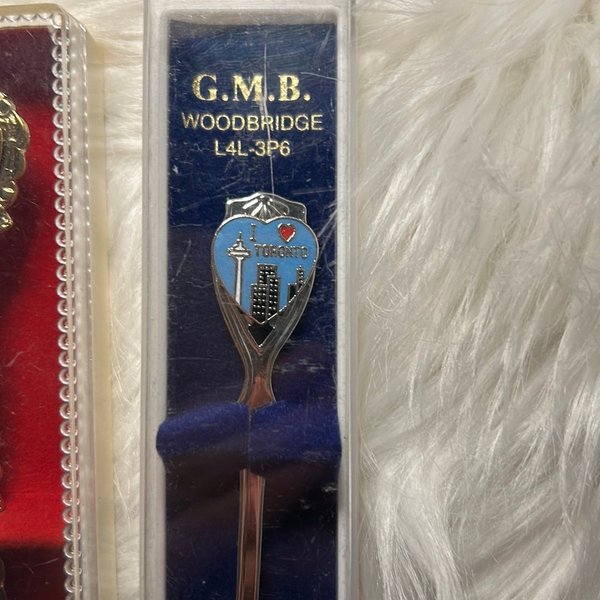 G.M.B.
WOODBRIDGE
L4L-3P6
I
TORONTO